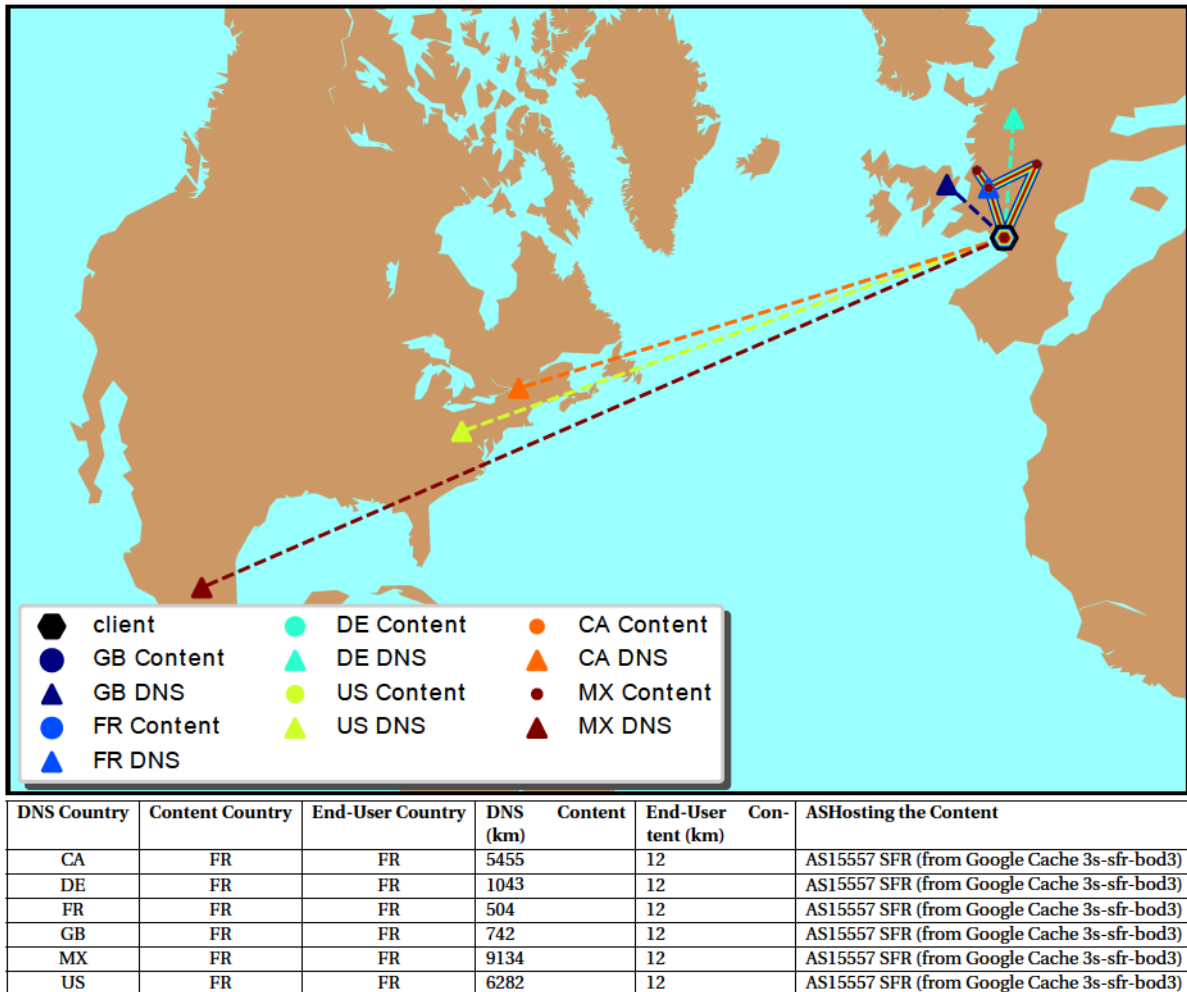 client
GB Content
GB DNS
FR Content
FR DNS
DE Content
DE DNS
US Content
US DNS
CA Content
CA DNS
MX Content
MX DNS
DNS Country Content Country End-User Country DNS Content (km) End-User Con-tent (km) ASHosting the Content
CA FR FR 5455 12 AS15557 SFR (from Google Cache 3s-sfr-bod3)
DE FR FR 1043 12 AS15557 SFR (from Google Cache 3s-sfr-bod3)
FR FR FR 504 12 AS15557 SFR (from Google Cache 3s-sfr-bod3)
GB FR FR 742 12 AS15557 SFR (from Google Cache 3s-sfr-bod3)
MX FR FR 9134 12 AS15557 SFR (from Google Cache 3s-sfr-bod3)
US FR FR 6282 12 AS15557 SFR (from Google Cache 3s-sfr-bod3)